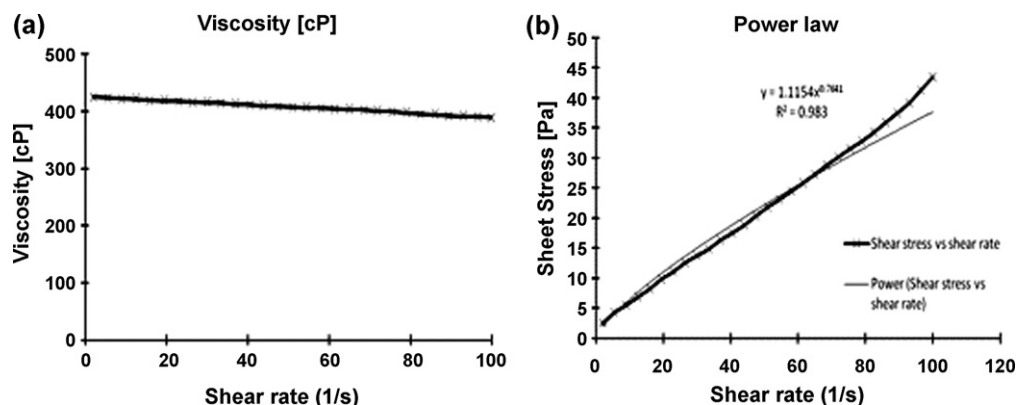 (a)
Viscosity [cP]
500
400
300
200
100
0
Viscosity [cP]
0 20 40 60 80 100
Shear rate (1/s)
(b)
Power law
50
45
40
35
30
25
20
15
10
5
0
Sheet Stress [Pa]
y = 1.1154x^0.7641
R² = 0.983
Shear stress vs shear rate
Power (Shear stress vs
shear rate)
0 20 40 60 80 100 120
Shear rate (1/s)